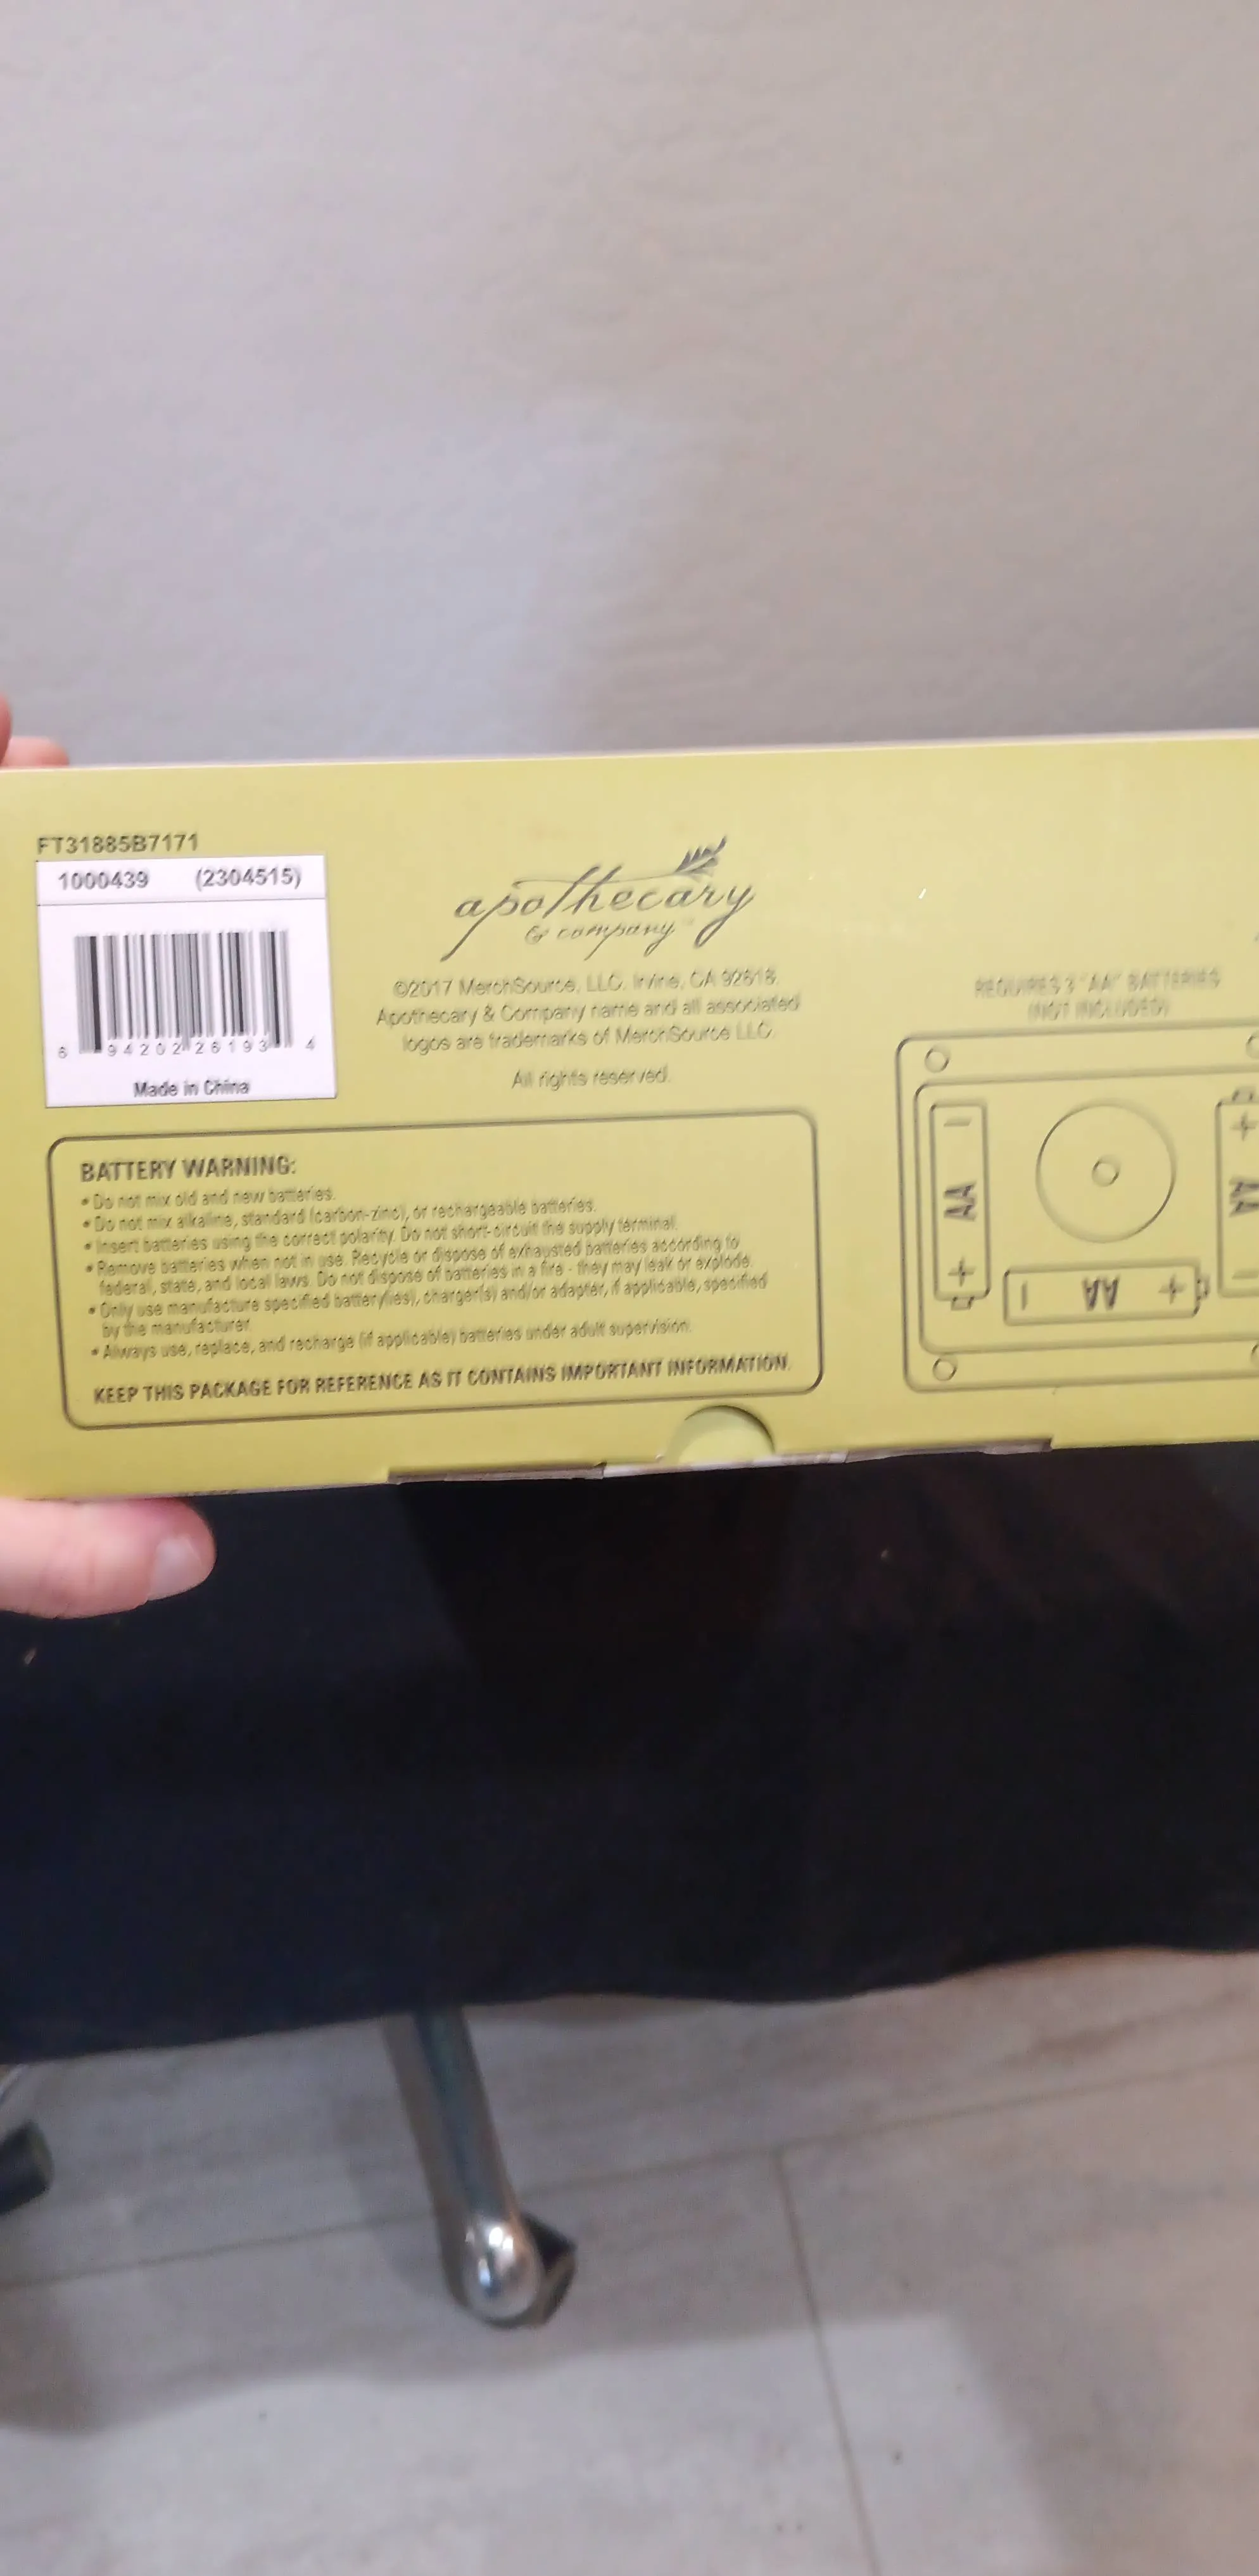 FT31885B7171
1000439 (2304515)
6 94202 26193 4
Made in China
apothecary
& company™
©2017 MerchSource, LLC. Irvine, CA 92618.
Apothecary & Company name and all associated
logos are trademarks of MerchSource LLC.
All rights reserved.
BATTERY WARNING:
• Do not mix old and new batteries.
• Do not mix alkaline, standard (carbon-zinc), or rechargeable batteries.
• Insert batteries using the correct polarity. Do not short-circuit the supply terminal.
• Remove batteries when not in use. Recycle or dispose of exhausted batteries according to
federal, state, and local laws. Do not dispose of batteries in a fire - they may leak or explode.
• Only use manufacture specified battery(ies), charger(s) and/or adapter, if applicable, specified
by the manufacturer.
• Always use, replace, and recharge (if applicable) batteries under adult supervision.
KEEP THIS PACKAGE FOR REFERENCE AS IT CONTAINS IMPORTANT INFORMATION.
REQUIRES 3 "AA" BATTERIES
(NOT INCLUDED)
- AA +
- AA +
+ AA -